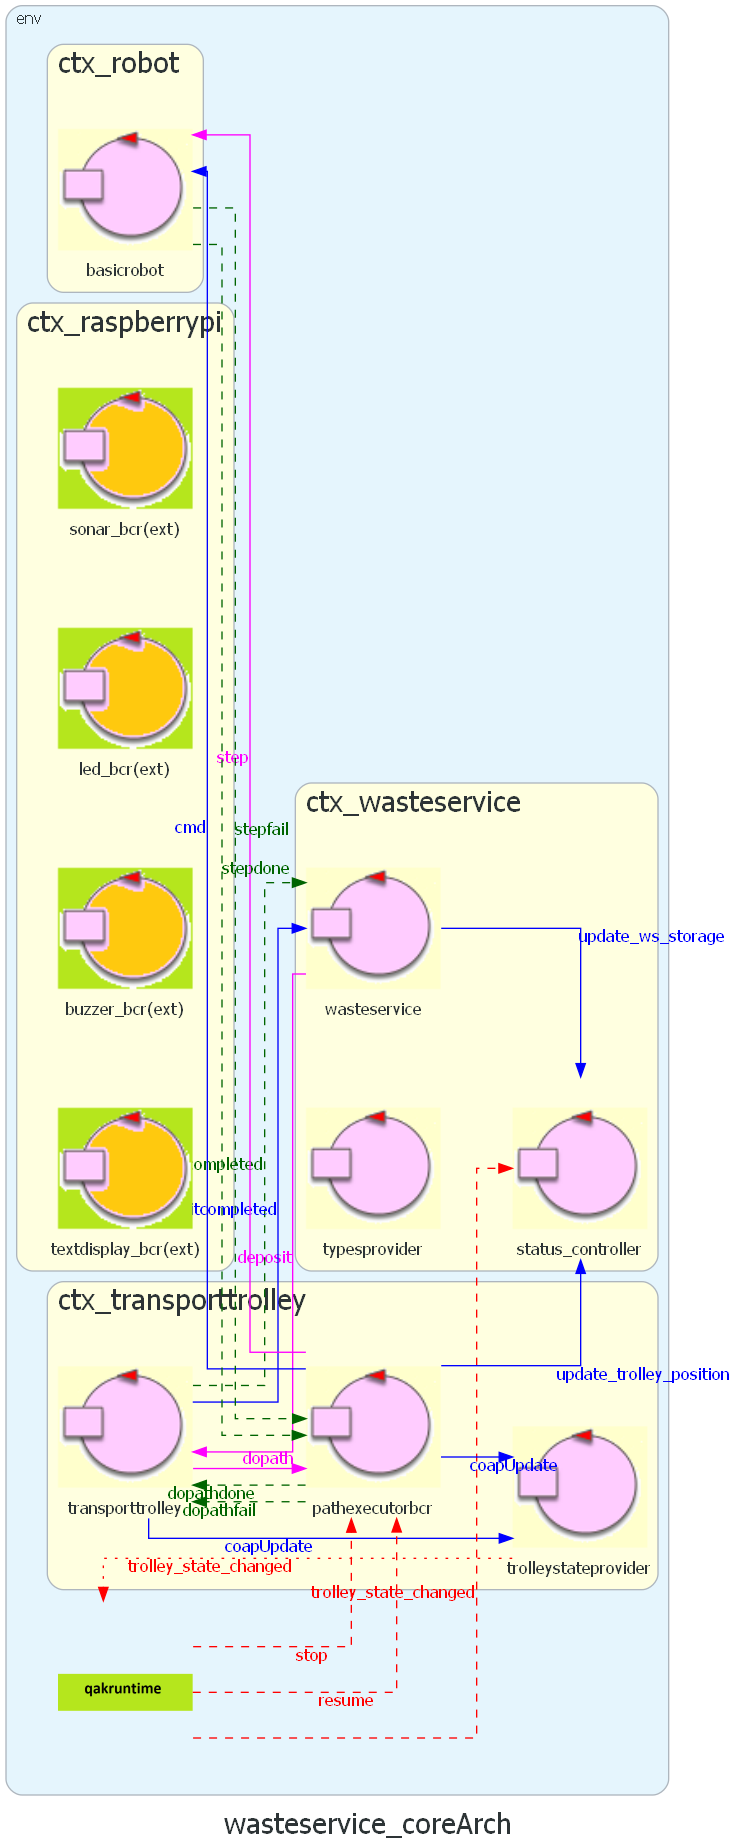 env
ctx_robot
basicrobot
ctx_raspberrypi
sonar_bcr(ext)
led_bcr(ext)
step
ctx_wasteservice
cmd
stepfail
stepdone
update_ws_storage
buzzer_bcr(ext)
wasteservice
ompleted
itcompleted
textdisplay_bcr(ext)
typesprovider
status_controller
deposit
ctx_transporttrolley
update_trolley_position
dopath
coapUpdate
dopathdone
transporttrolley
dopathfail
pathexecutorbcr
coapUpdate
trolley_state_changed
trolleystateprovider
trolley_state_changed
stop
qakruntime
resume
wasteservice_coreArch